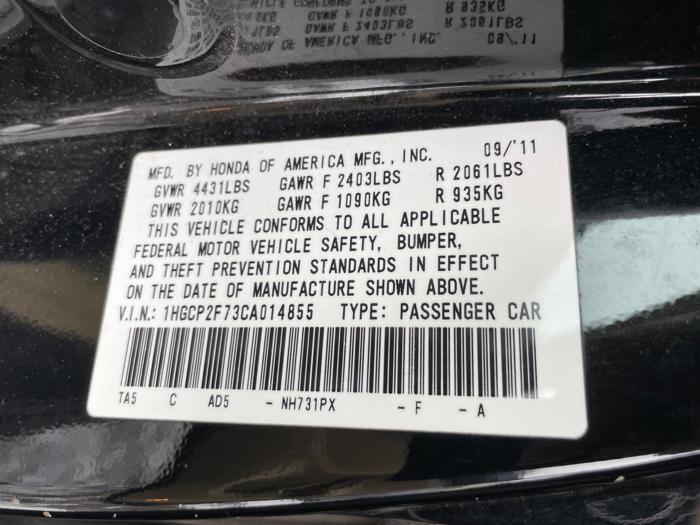 MFD. BY HONDA OF AMERICA MFG., INC. 09/'11
GVWR 4431LBS GAWR F 2403LBS R 2061LBS
GVWR 2010KG GAWR F 1090KG R 935KG
THIS VEHICLE CONFORMS TO ALL APPLICABLE
FEDERAL MOTOR VEHICLE SAFETY, BUMPER,
AND THEFT PREVENTION STANDARDS IN EFFECT
ON THE DATE OF MANUFACTURE SHOWN ABOVE.
V.I.N.: 1HGCP2F73CA014855 TYPE: PASSENGER CAR
TA5 C AD5 - NH731PX - F - A